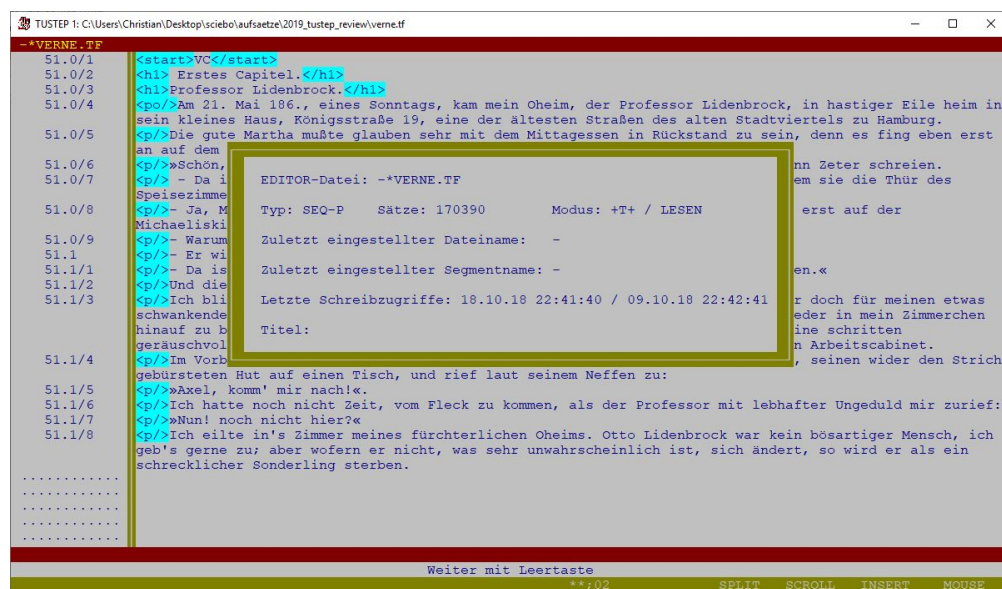 TUSTEP 1: C:\Users\Christian\Desktop\sciebo\aufsaetze\2019_tustep_review\verne.tf
-*VERNE.TF
51.0/1 <start>VC</start>
51.0/2 <h1> Erstes Capitel.</h1>
51.0/3 <h1>Professor Lidenbrock.</h1>
51.0/4 <po/>Am 21. Mai 186., eines Sonntags, kam mein Oheim, der Professor Lidenbrock, in hastiger Eile heim in
sein kleines Haus, Königsstraße 19, eine der ältesten Straßen des alten Stadtviertels zu Hamburg.
51.0/5 <p/>Die gute Martha mußte glauben sehr mit dem Mittagessen in Rückstand zu sein, denn es fing eben erst
an auf dem
51.0/6 <p/>»Schön, nn Zeter schreien.
51.0/7 <p/> - Da i em sie die Thür des
Speisezimme
51.0/8 <p/>- Ja, M erst auf der
Michaeliski
51.0/9 <p/>- Warum
51.1 <p/>- Er wi
51.1/1 <p/>- Da is en.«
51.1/2 <p/>Und die
51.1/3 <p/>Ich bli r doch für meinen etwas
schwankende eder in mein Zimmerchen
hinauf zu b ine schritten
geräuschvol n Arbeitscabinet.
51.1/4 <p/>Im Vorb , seinen wider den Strich
gebürsteten Hut auf einen Tisch, und rief laut seinem Neffen zu:
51.1/5 <p/>»Axel, komm' mir nach!«.
51.1/6 <p/>Ich hatte noch nicht Zeit, vom Fleck zu kommen, als der Professor mit lebhafter Ungeduld mir zurief:
51.1/7 <p/>»Nun! noch nicht hier?«
51.1/8 <p/>Ich eilte in's Zimmer meines fürchterlichen Oheims. Otto Lidenbrock war kein bösartiger Mensch, ich
geb's gerne zu; aber wofern er nicht, was sehr unwahrscheinlich ist, sich ändert, so wird er als ein
schrecklicher Sonderling sterben.
EDITOR-Datei: -*VERNE.TF
Typ: SEQ-P Sätze: 170390 Modus: +T+ / LESEN
Zuletzt eingestellter Dateiname: -
Zuletzt eingestellter Segmentname: -
Letzte Schreibzugriffe: 18.10.18 22:41:40 / 09.10.18 22:42:41
Titel:
............
............
............
............
............
Weiter mit Leertaste
**;02 SPLIT SCROLL INSERT MOUSE